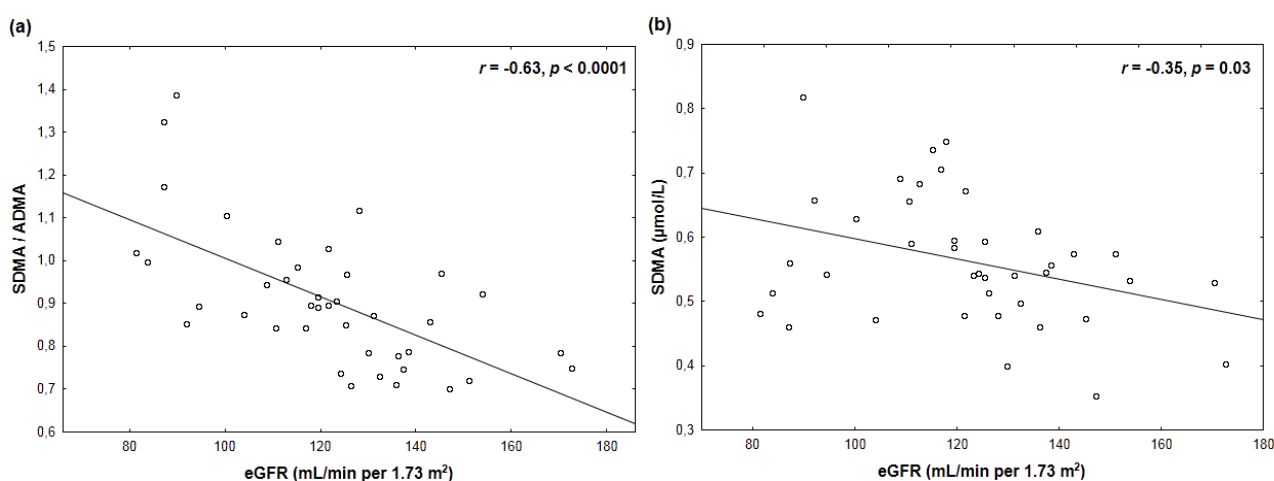 (a)
r = -0.63, p < 0.0001
SDMA / ADMA
1,5
1,4
1,3
1,2
1,1
1,0
0,9
0,8
0,7
0,6
80 100 120 140 160 180
eGFR (mL/min per 1.73 m²)
(b)
r = -0.35, p = 0.03
SDMA (µmol/L)
0,9
0,8
0,7
0,6
0,5
0,4
0,3
80 100 120 140 160 180
eGFR (mL/min per 1.73 m²)